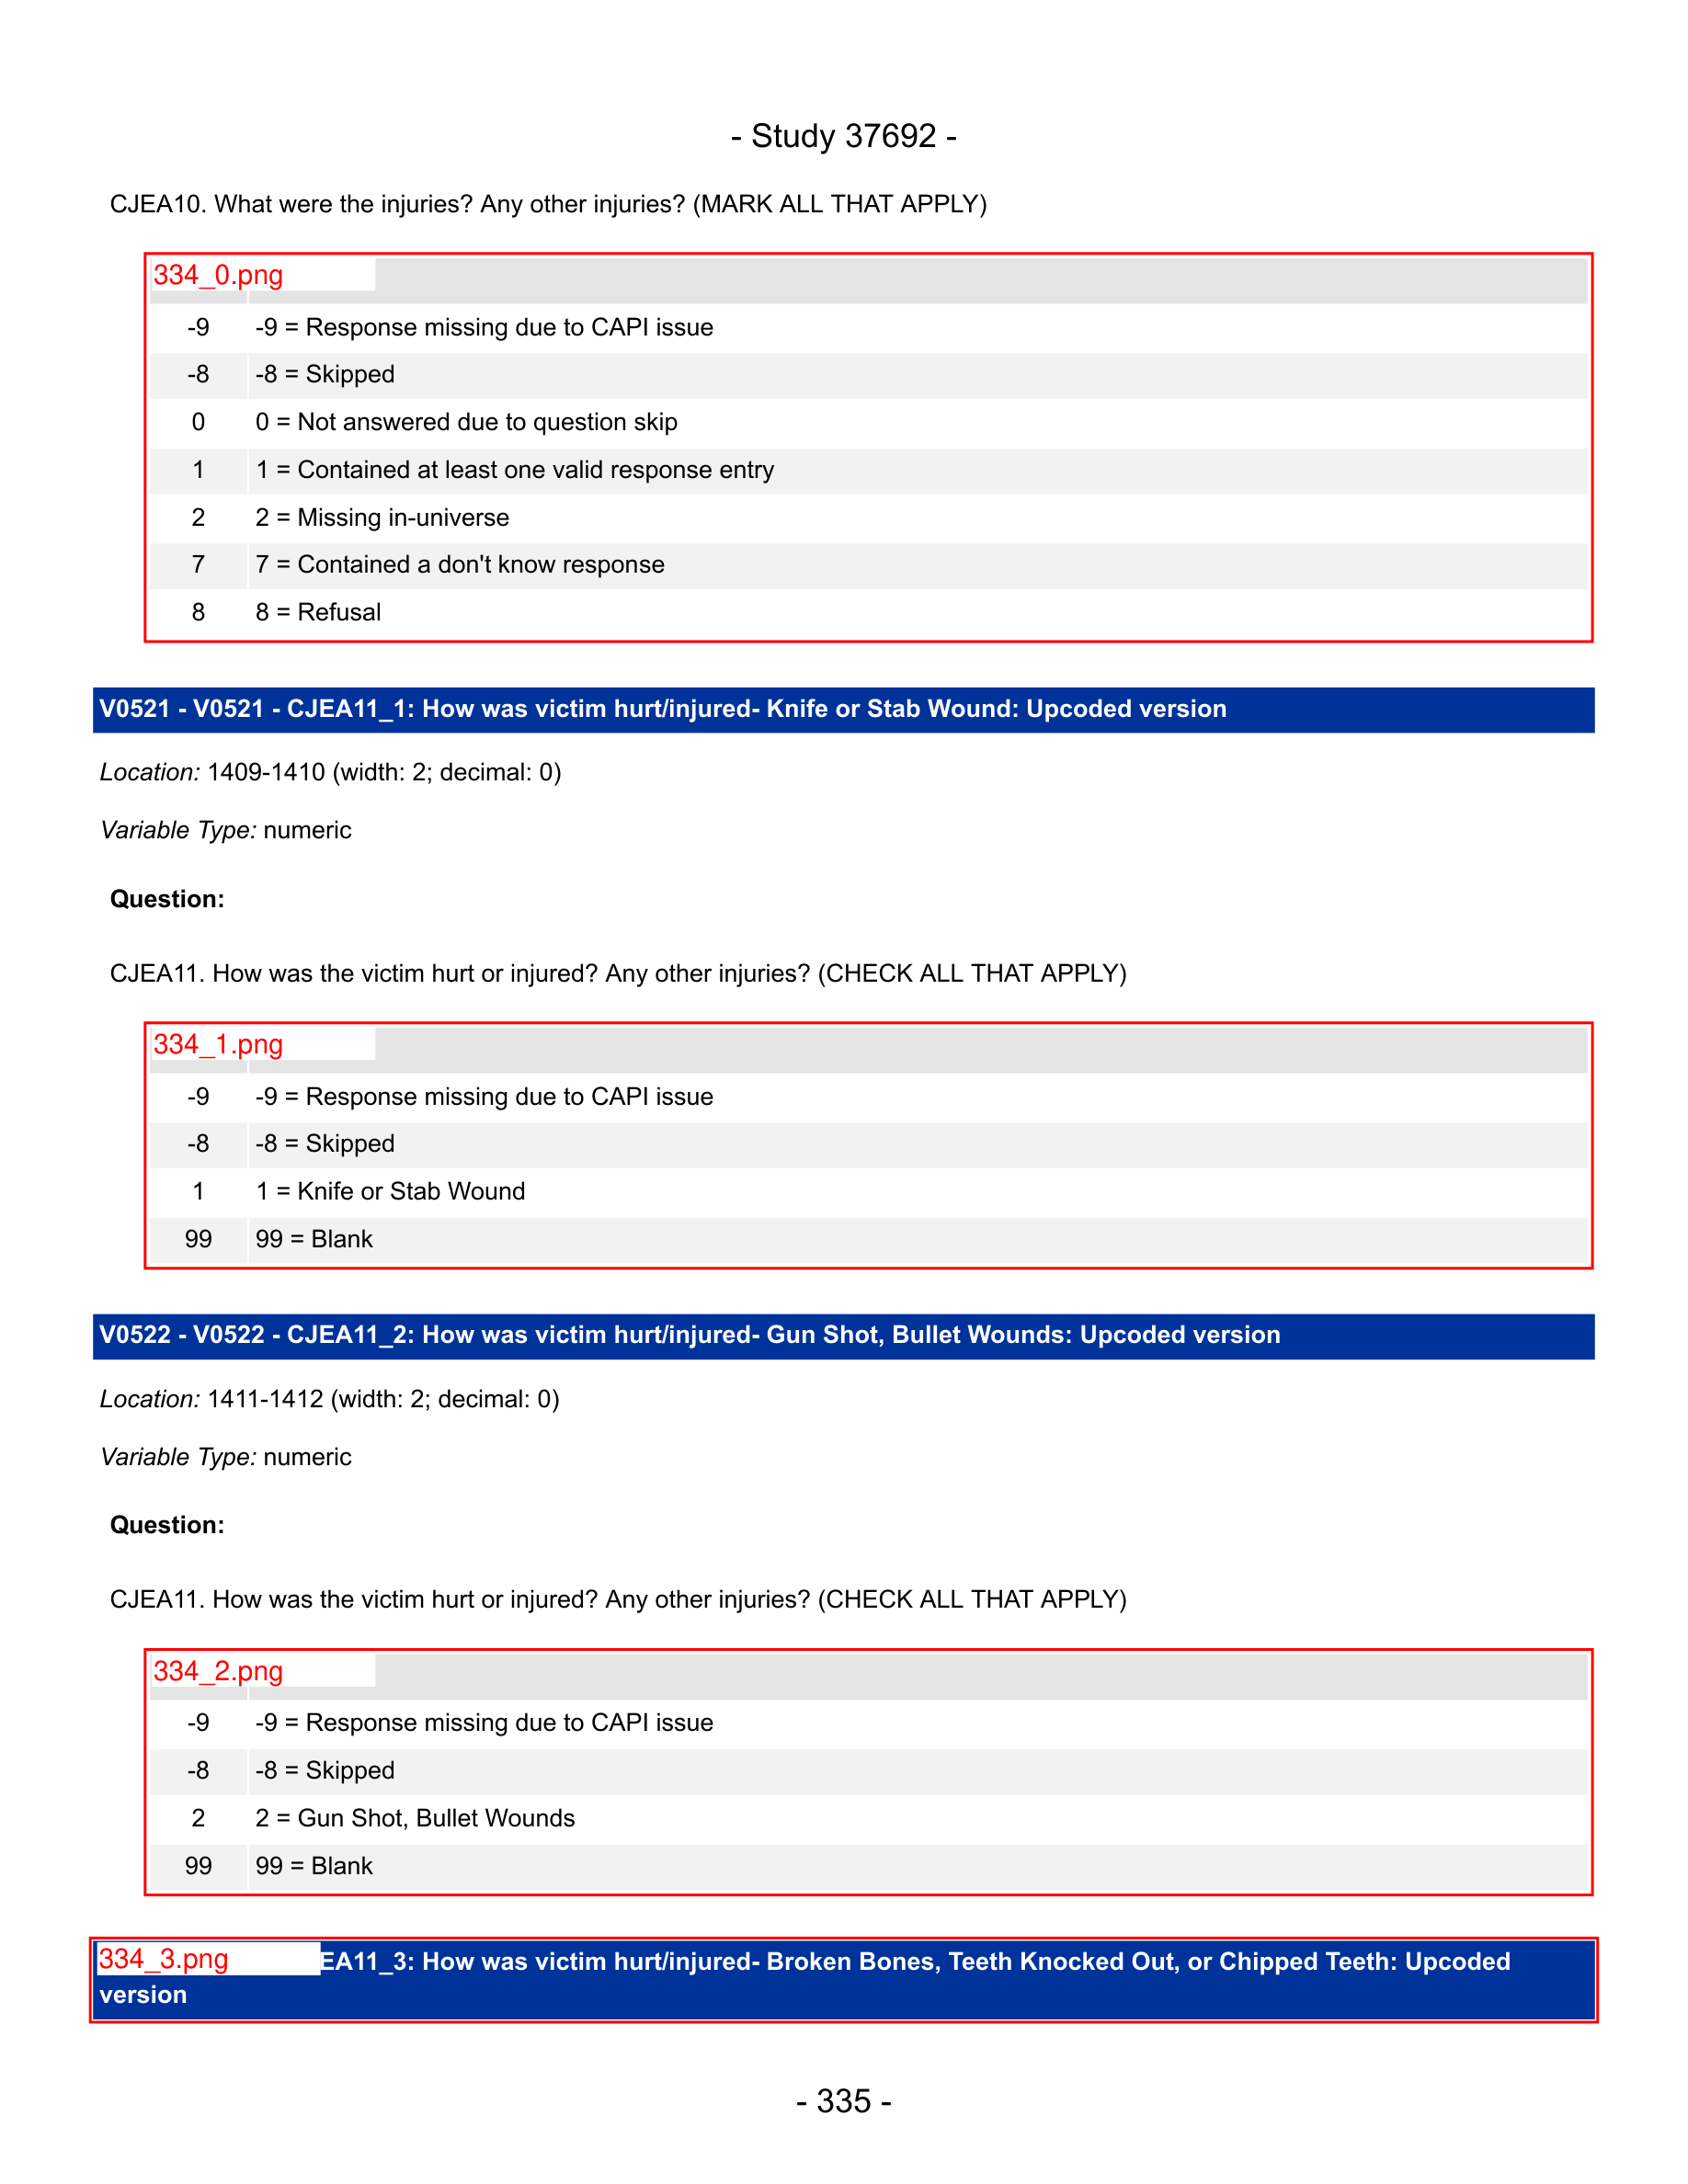 - Study 37692 -
CJEA10. What were the injuries? Any other injuries? (MARK ALL THAT APPLY)
334_0.png
-9 -9 = Response missing due to CAPI issue
-8 -8 = Skipped
0 0 = Not answered due to question skip
1 1 = Contained at least one valid response entry
2 2 = Missing in-universe
7 7 = Contained a don't know response
8 8 = Refusal
V0521 - V0521 - CJEA11_1: How was victim hurt/injured- Knife or Stab Wound: Upcoded version
Location: 1409-1410 (width: 2; decimal: 0)
Variable Type: numeric
Question:
CJEA11. How was the victim hurt or injured? Any other injuries? (CHECK ALL THAT APPLY)
334_1.png
-9 -9 = Response missing due to CAPI issue
-8 -8 = Skipped
1 1 = Knife or Stab Wound
99 99 = Blank
V0522 - V0522 - CJEA11_2: How was victim hurt/injured- Gun Shot, Bullet Wounds: Upcoded version
Location: 1411-1412 (width: 2; decimal: 0)
Variable Type: numeric
Question:
CJEA11. How was the victim hurt or injured? Any other injuries? (CHECK ALL THAT APPLY)
334_2.png
-9 -9 = Response missing due to CAPI issue
-8 -8 = Skipped
2 2 = Gun Shot, Bullet Wounds
99 99 = Blank
334_3.png EA11_3: How was victim hurt/injured- Broken Bones, Teeth Knocked Out, or Chipped Teeth: Upcoded
version
- 335 -